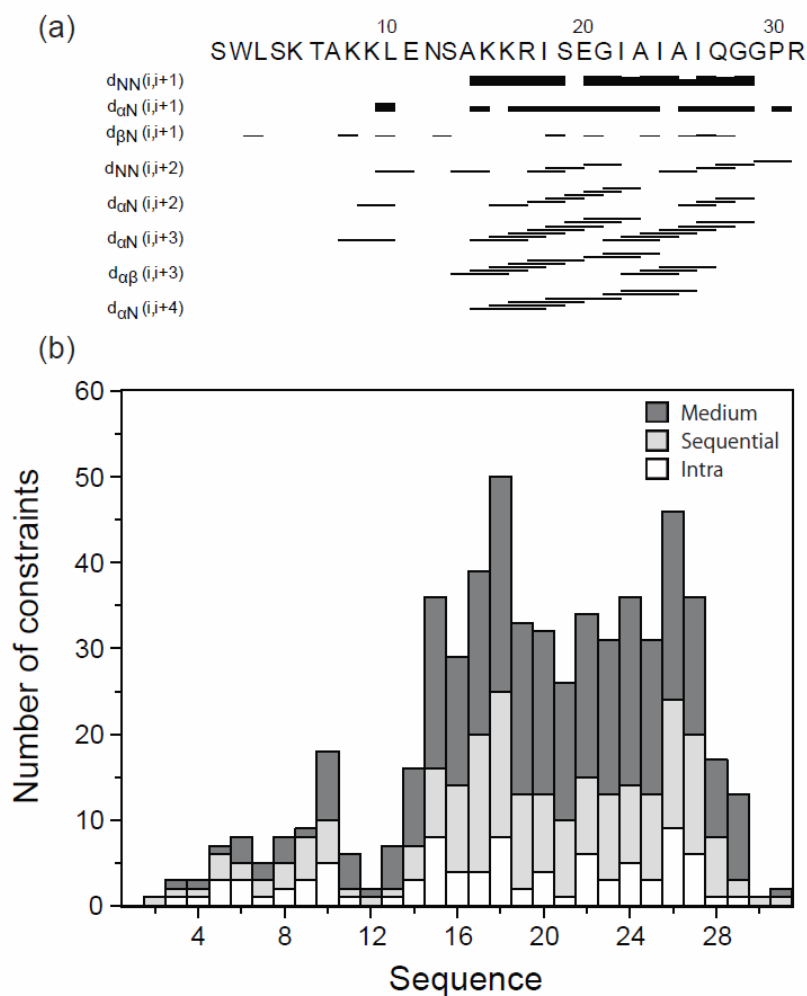 (a)
10 20 30
SWLSKTAKKLENSAKKRISEGIAIAIQGGPR
dNN(i,i+1)
dαN(i,i+1)
dβN(i,i+1)
dNN(i,i+2)
dαN(i,i+2)
dαN(i,i+3)
dαβ(i,i+3)
dαN(i,i+4)
(b)
60
50
40
30
20
10
0
Number of constraints
Medium
Sequential
Intra
4 8 12 16 20 24 28
Sequence